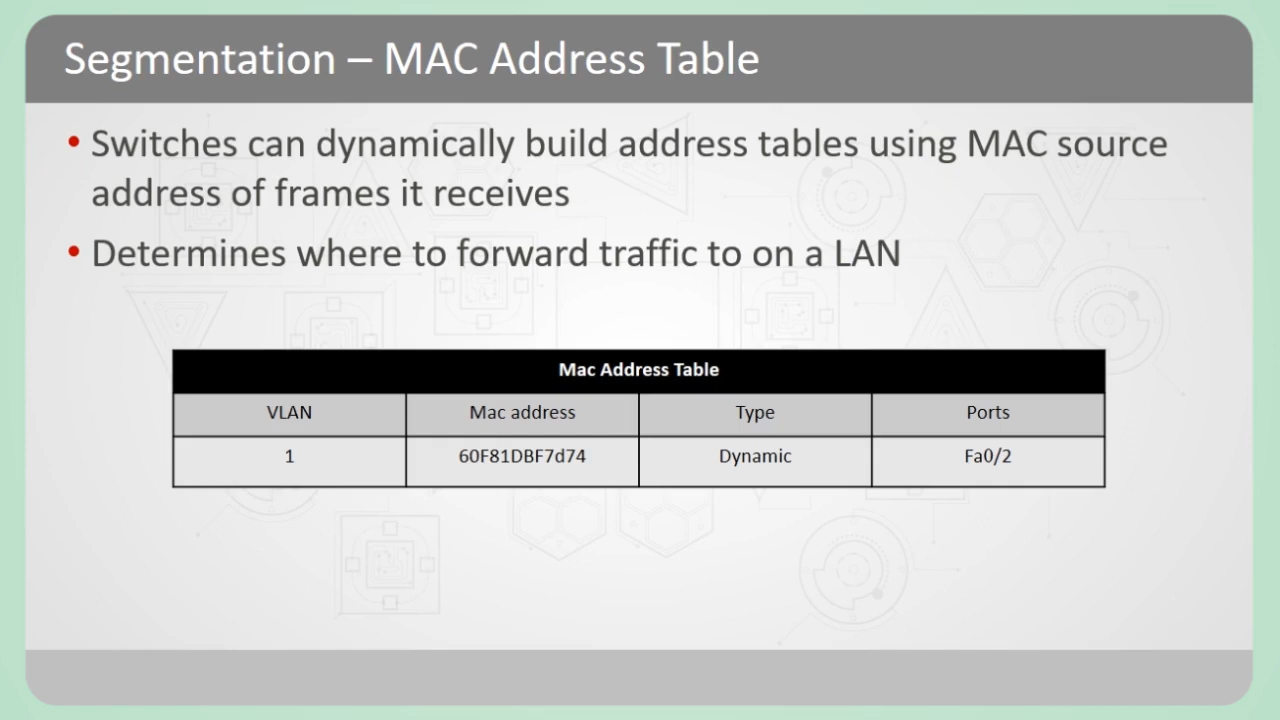 Segmentation – MAC Address Table
• Switches can dynamically build address tables using MAC source
address of frames it receives
• Determines where to forward traffic to on a LAN
Mac Address Table
VLAN Mac address Type Ports
1 60F81DBF7d74 Dynamic Fa0/2